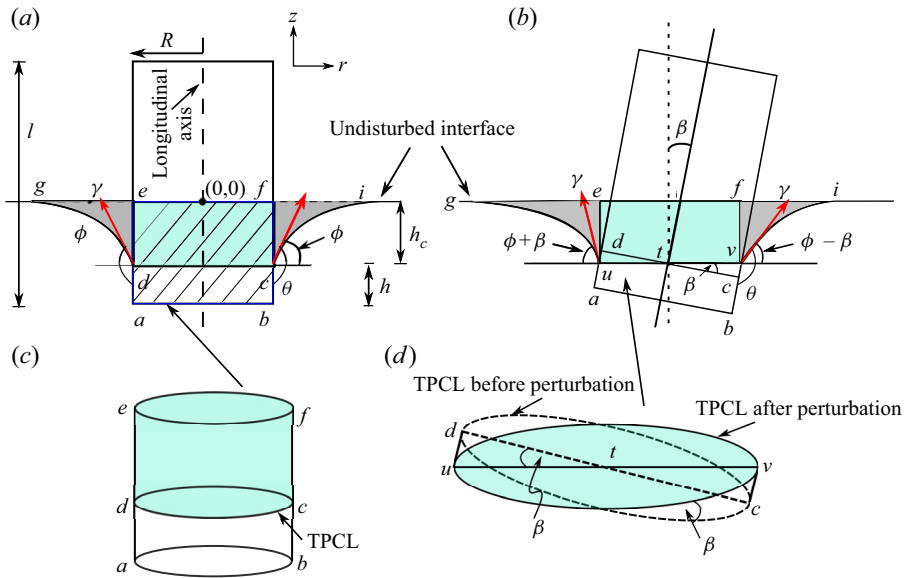 (a)
R
z
r
Longitudinal
axis
l
g
γ
e
(0,0)
f
i
ϕ
ϕ
h_c
d
c
θ
h
a
b
Undisturbed interface
(b)
β
g
γ
e
f
γ
i
ϕ+β
d
t
v
ϕ − β
u
β
c
θ
a
b
(c)
e
f
d
c
TPCL
a
b
(d)
TPCL before perturbation
TPCL after perturbation
d
t
u
β
v
c
β
β